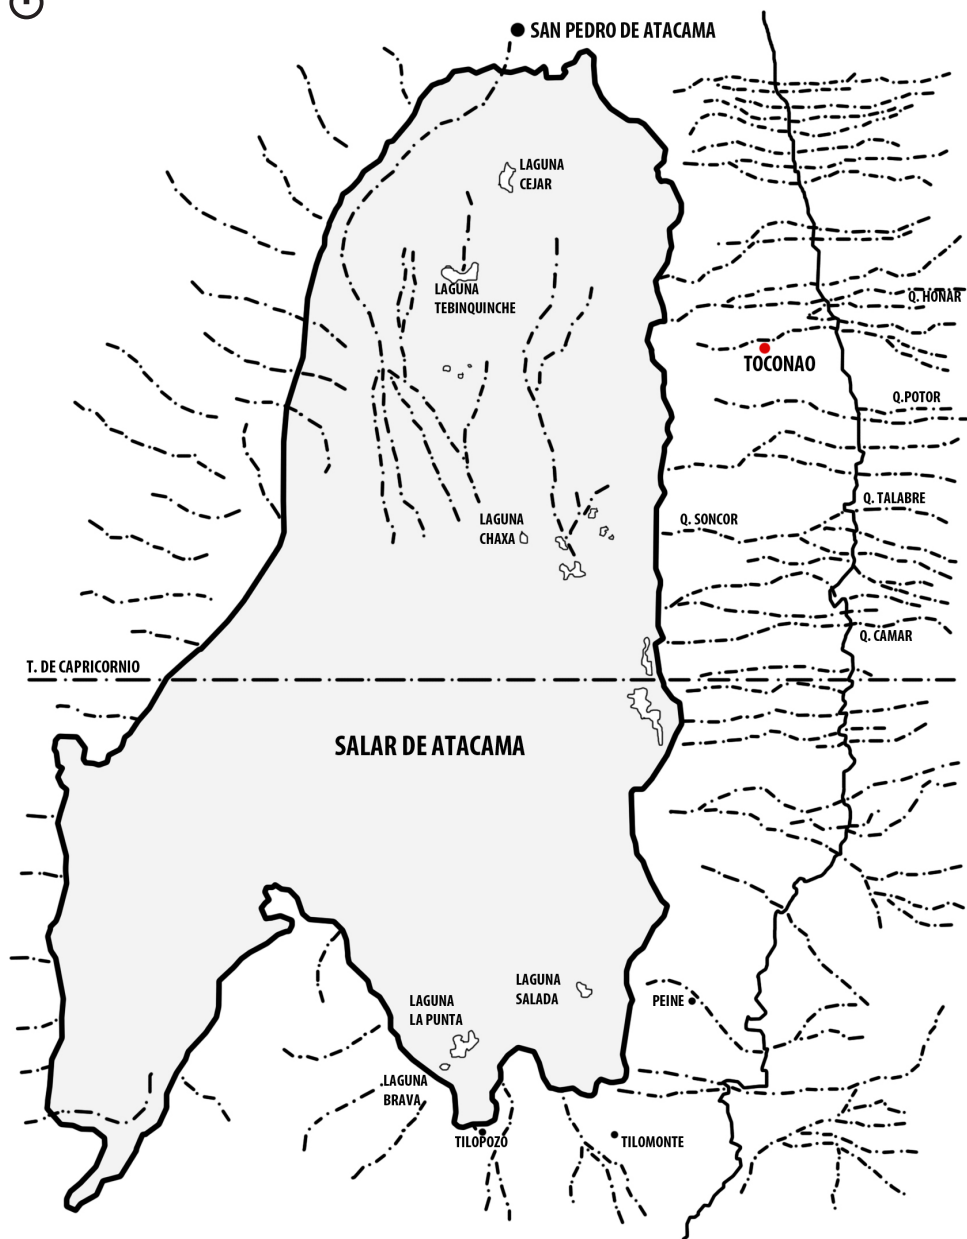 SAN PEDRO DE ATACAMA
LAGUNA
CEJAR
LAGUNA
TEBINQUINCHE
Q. HONAR
TOCONAO
Q.POTOR
Q. TALABRE
LAGUNA
CHAXA
Q. SONCOR
Q. CAMAR
T. DE CAPRICORNIO
SALAR DE ATACAMA
LAGUNA
SALADA
PEINE
LAGUNA
LA PUNTA
LAGUNA
BRAVA
TILOPOZO
TILOMONTE